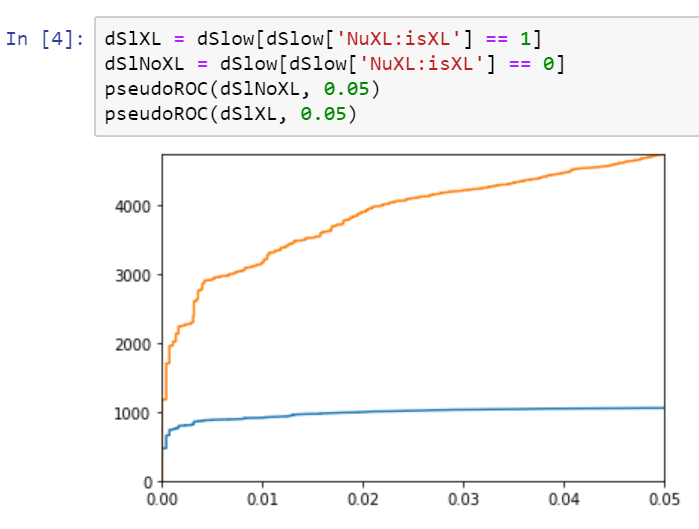 In [4]: dSlXL = dSlow[dSlow['NuXL:isXL'] == 1]
dSlNoXL = dSlow[dSlow['NuXL:isXL'] == 0]
pseudoROC(dSlNoXL, 0.05)
pseudoROC(dSlXL, 0.05)
4000
3000
2000
1000
0
0.00 0.01 0.02 0.03 0.04 0.05